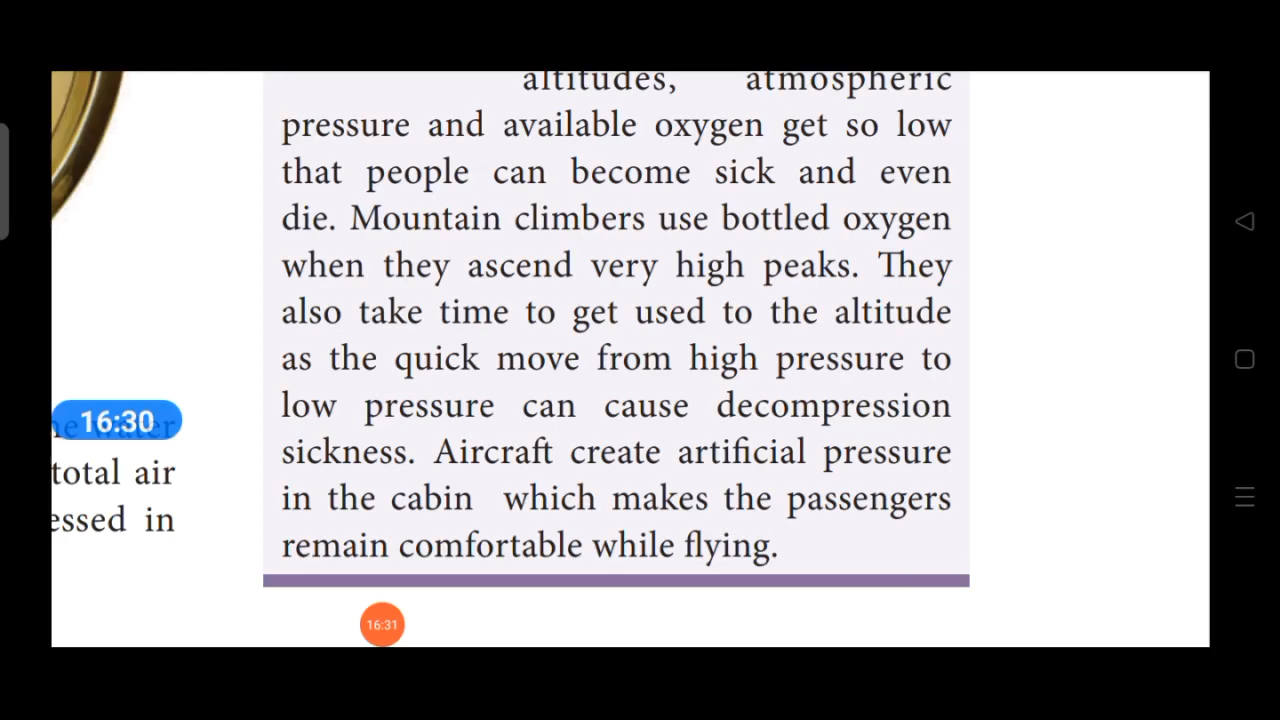 altitudes, atmospheric
pressure and available oxygen get so low
that people can become sick and even
die. Mountain climbers use bottled oxygen
when they ascend very high peaks. They
also take time to get used to the altitude
as the quick move from high pressure to
low pressure can cause decompression
sickness. Aircraft create artificial pressure
in the cabin which makes the passengers
remain comfortable while flying.
16:30
water
total air
essed in
16:31